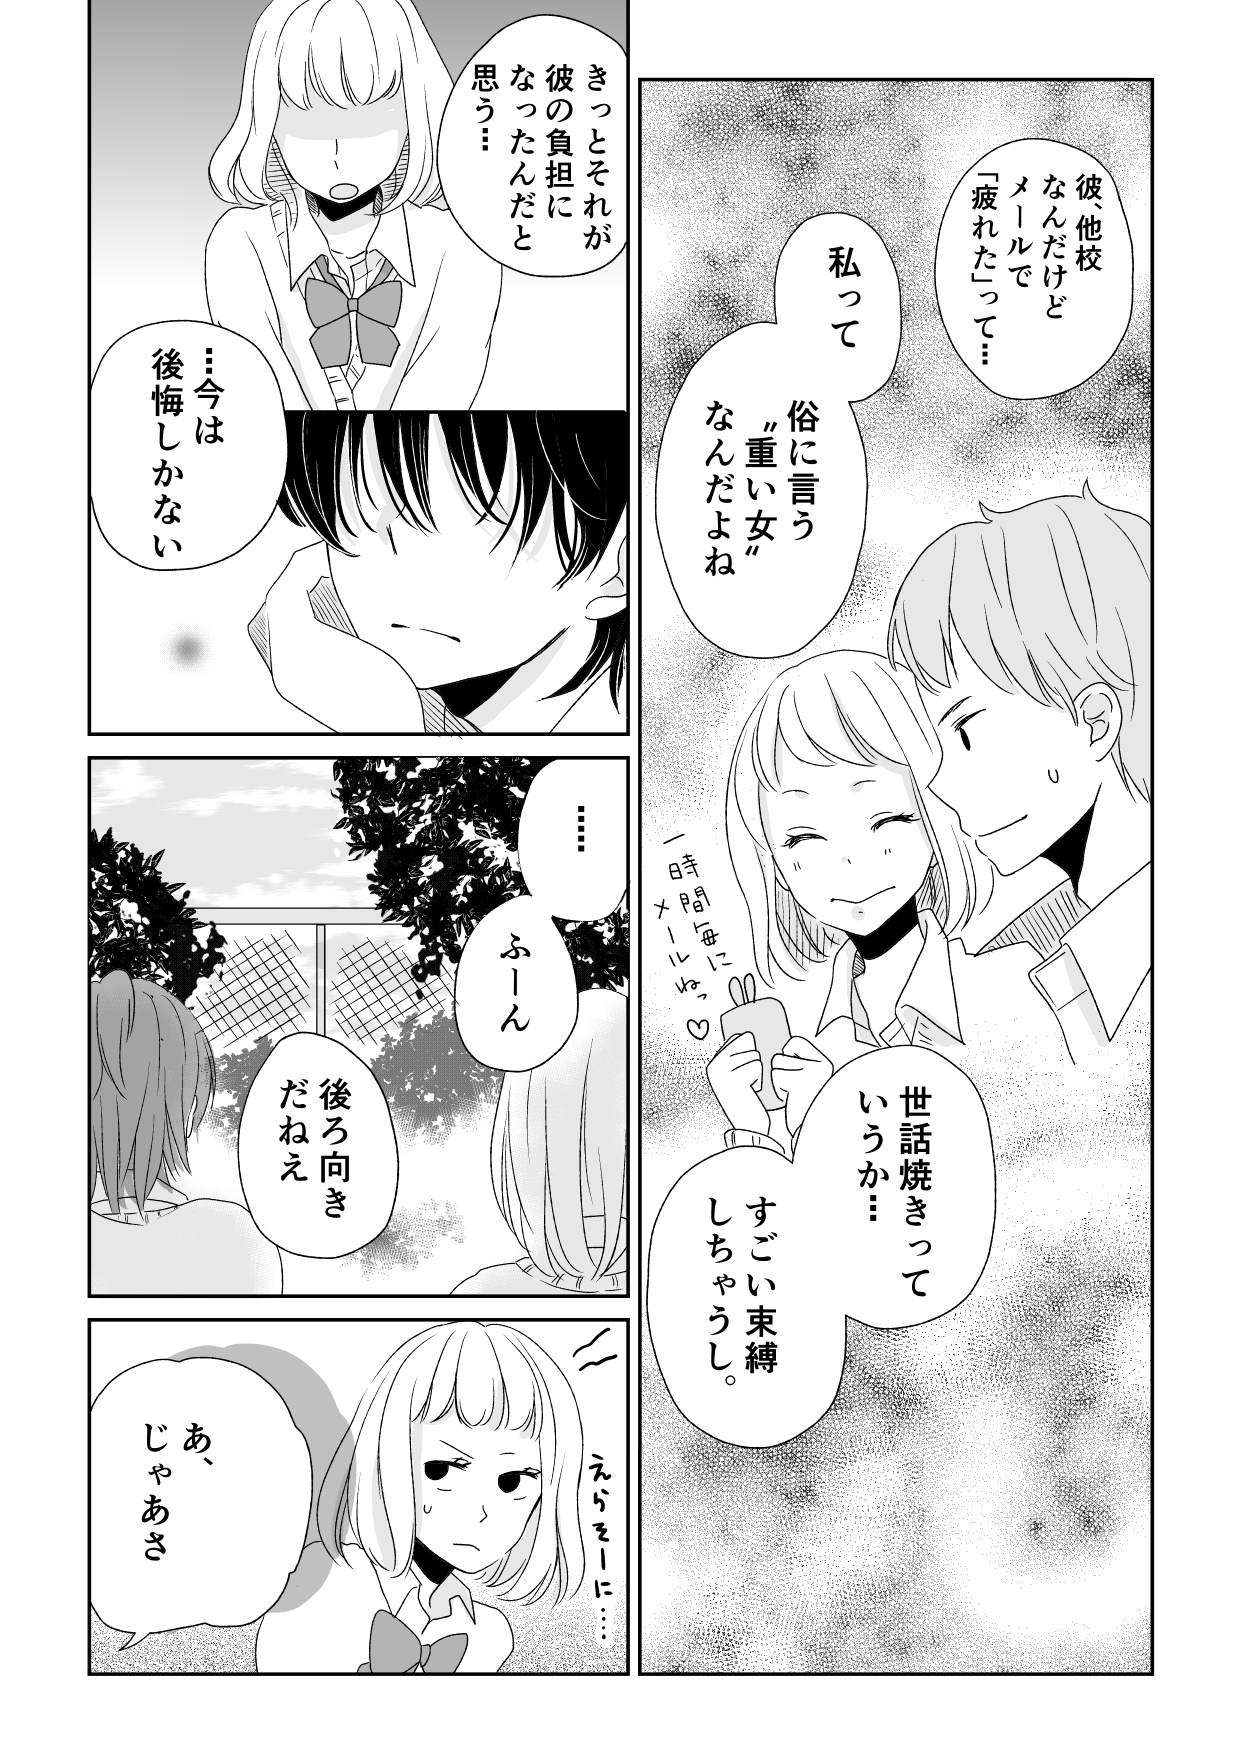 彼、他校
なんだけど
メールで
「疲れた」って…
私って
俗に言う
〝重い女〟
なんだよね
一時間毎に
メールねっ♡
世話焼きって
いうか…
すごい束縛
しちゃうし。
きっとそれが
彼の負担に
なったんだと
思う…
…今は
後悔しかない
……
ふーん
後ろ向き
だねえ
えらそーに……
あ、
じゃあさ